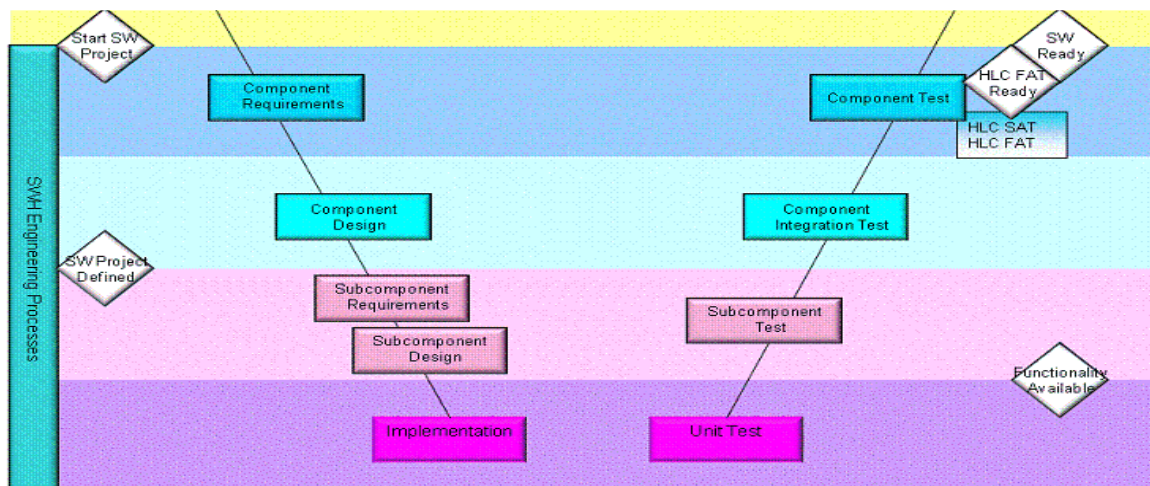 Start SW
Project
SW
Ready
HLC FAT
Ready
Component
Requirements
Component Test
HLC SAT
HLC FAT
SWH Engineering Processes
Component
Design
Component
Integration Test
SW Project
Defined
Subcomponent
Requirements
Subcomponent
Test
Subcomponent
Design
Functionality
Available
Implementation
Unit Test